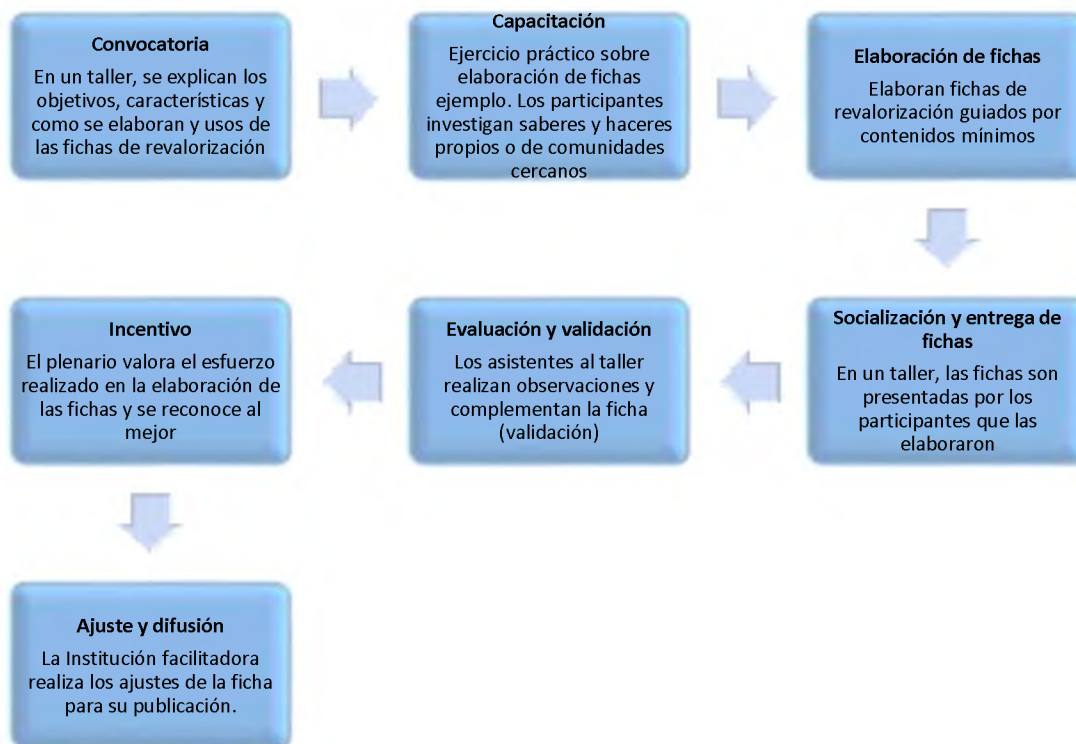 Convocatoria
En un taller, se explican los
objetivos, características y
como se elaboran y usos de
las fichas de revalorización
Capacitación
Ejercicio práctico sobre
elaboración de fichas
ejemplo. Los participantes
investigan saberes y haceres
propios o de comunidades
cercanos
Elaboración de fichas
Elaboran fichas de
revalorización guiados por
contenidos mínimos
Socialización y entrega de
fichas
En un taller, las fichas son
presentadas por los
participantes que las
elaboraron
Evaluación y validación
Los asistentes al taller
realizan observaciones y
complementan la ficha
(validación)
Incentivo
El plenario valora el esfuerzo
realizado en la elaboración de
las fichas y se reconoce al
mejor
Ajuste y difusión
La Institución facilitadora
realiza los ajustes de la ficha
para su publicación.